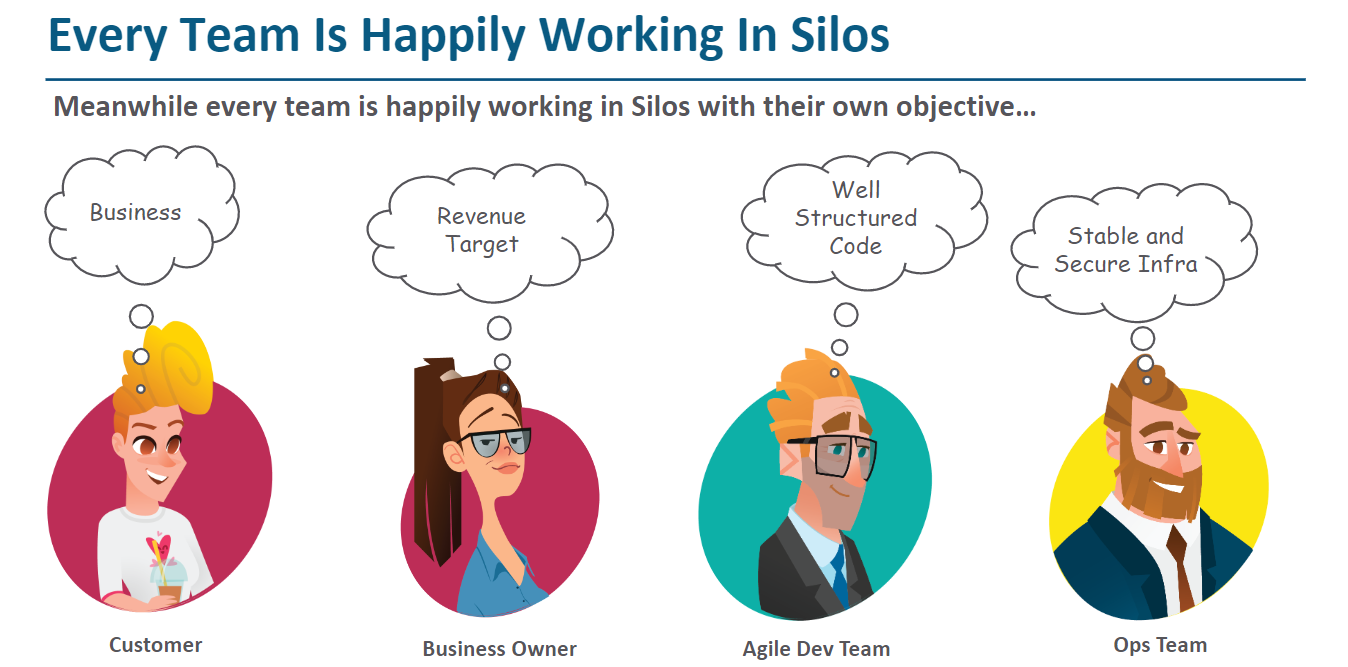 Every Team Is Happily Working In Silos
Meanwhile every team is happily working in Silos with their own objective...
Business
Revenue
Target
Well
Structured
Code
Stable and
Secure Infra
Customer
Business Owner
Agile Dev Team
Ops Team